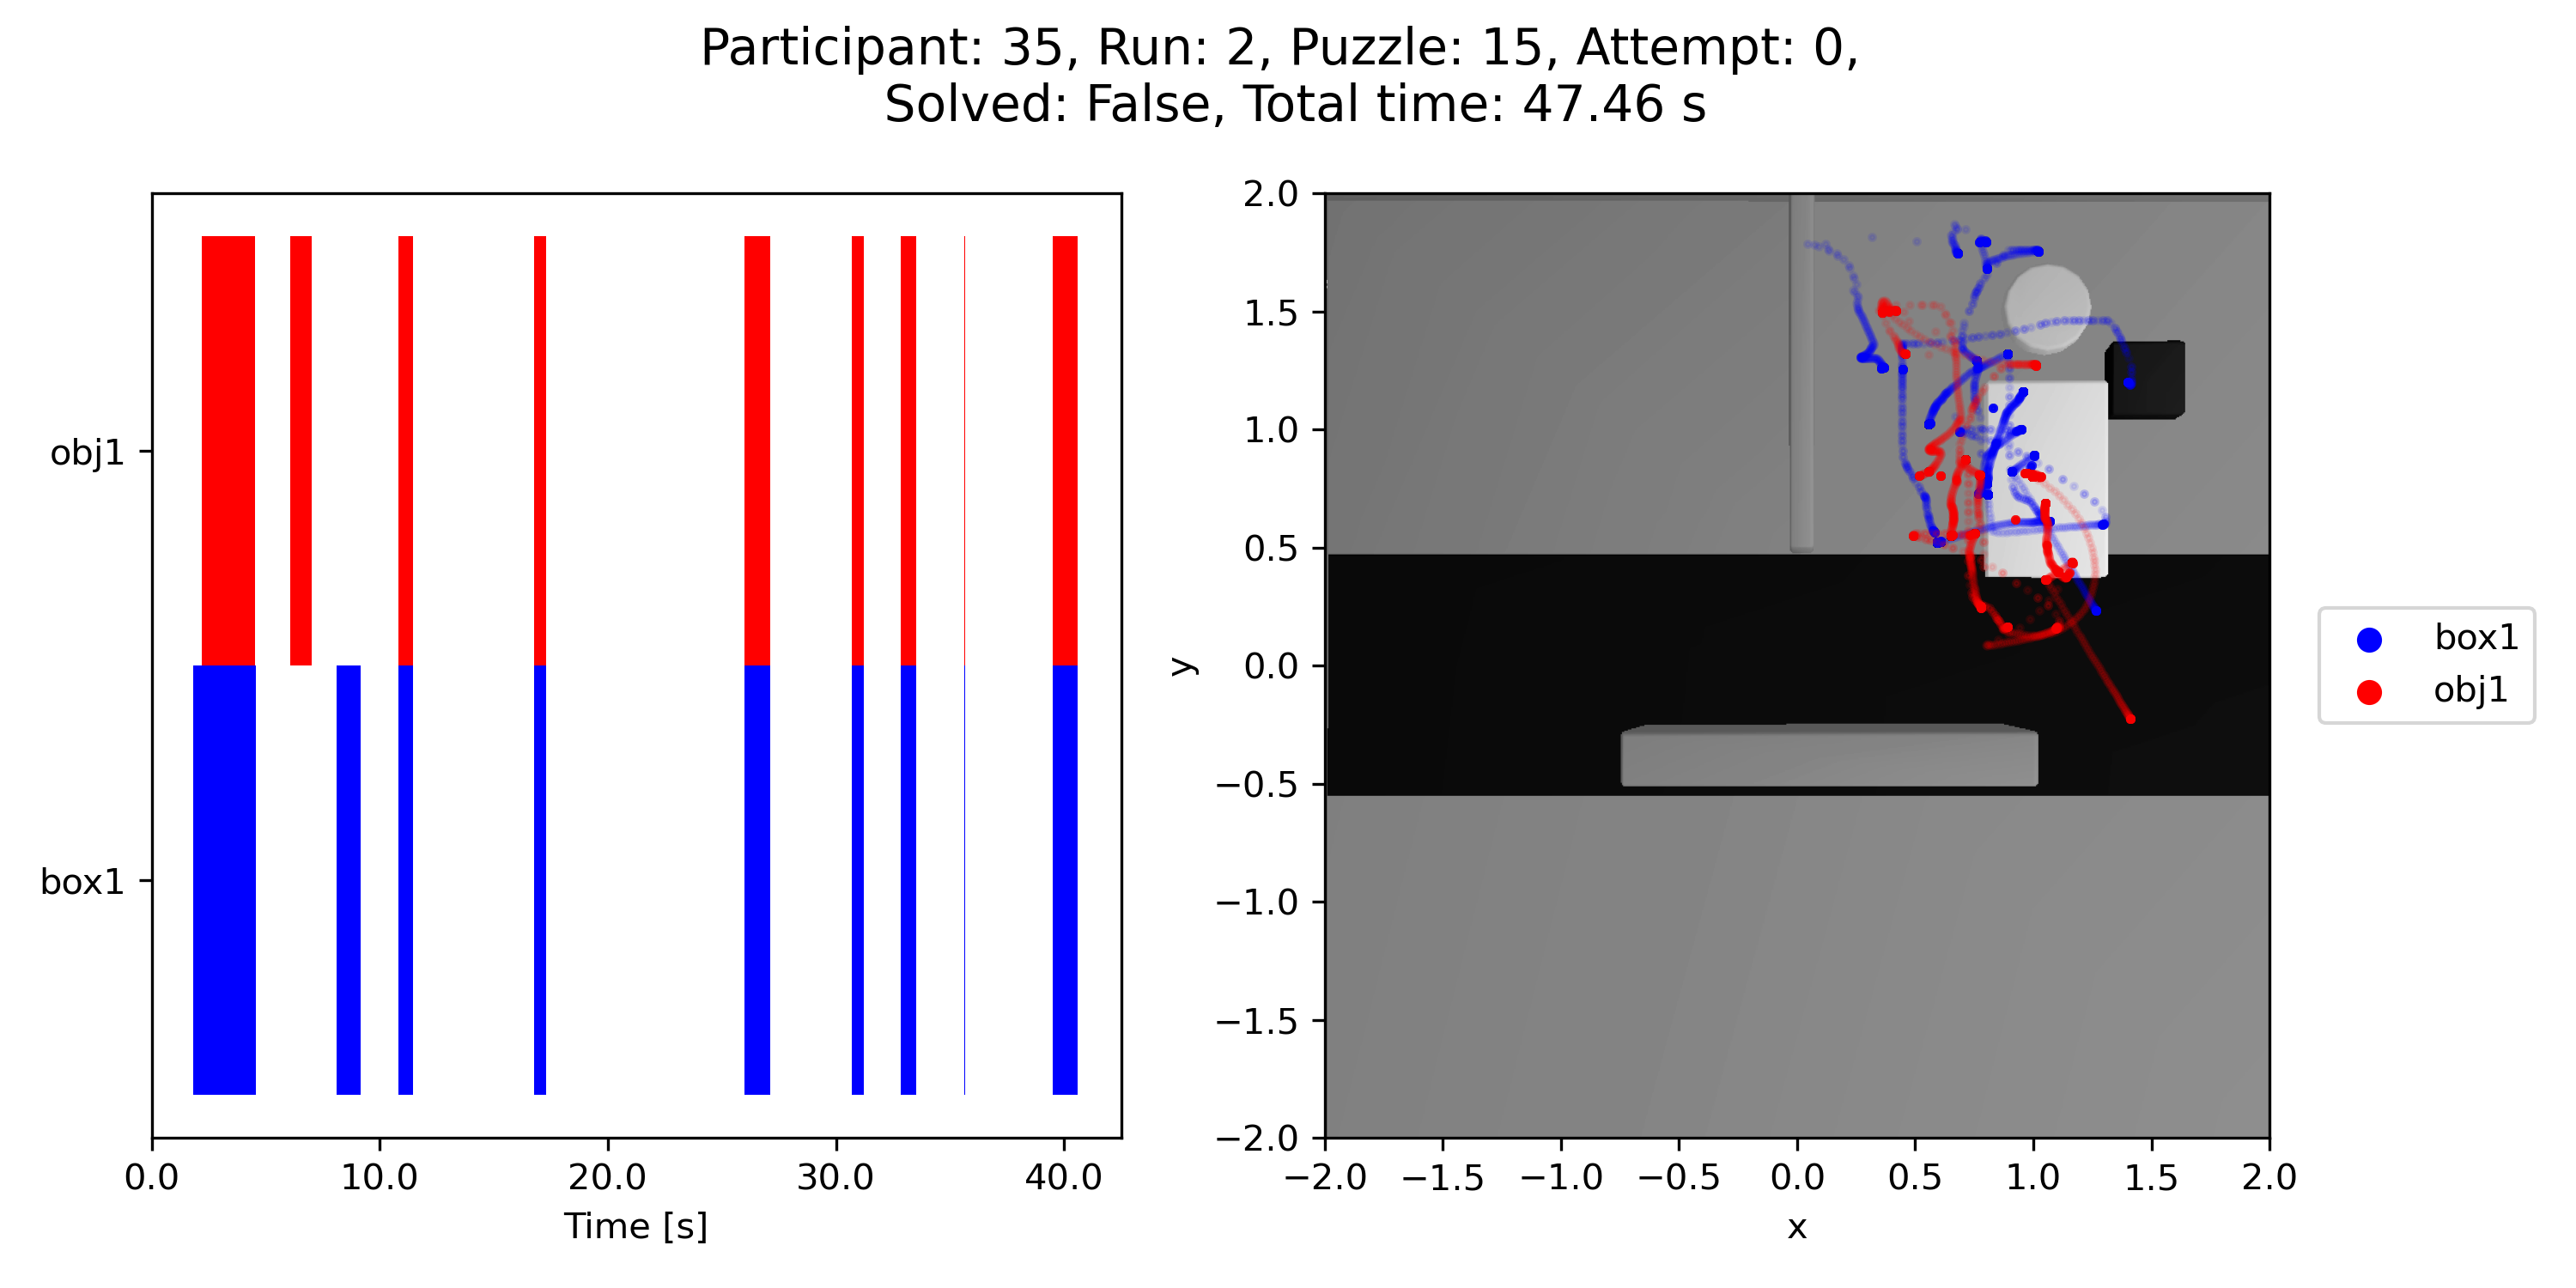 Participant: 35, Run: 2, Puzzle: 15, Attempt: 0,
Solved: False, Total time: 47.46 s
obj1
box1
0.0 10.0 20.0 30.0 40.0
Time [s]
2.0
1.5
1.0
0.5
0.0
−0.5
−1.0
−1.5
−2.0
y
−2.0 −1.5 −1.0 −0.5 0.0 0.5 1.0 1.5 2.0
x
box1
obj1